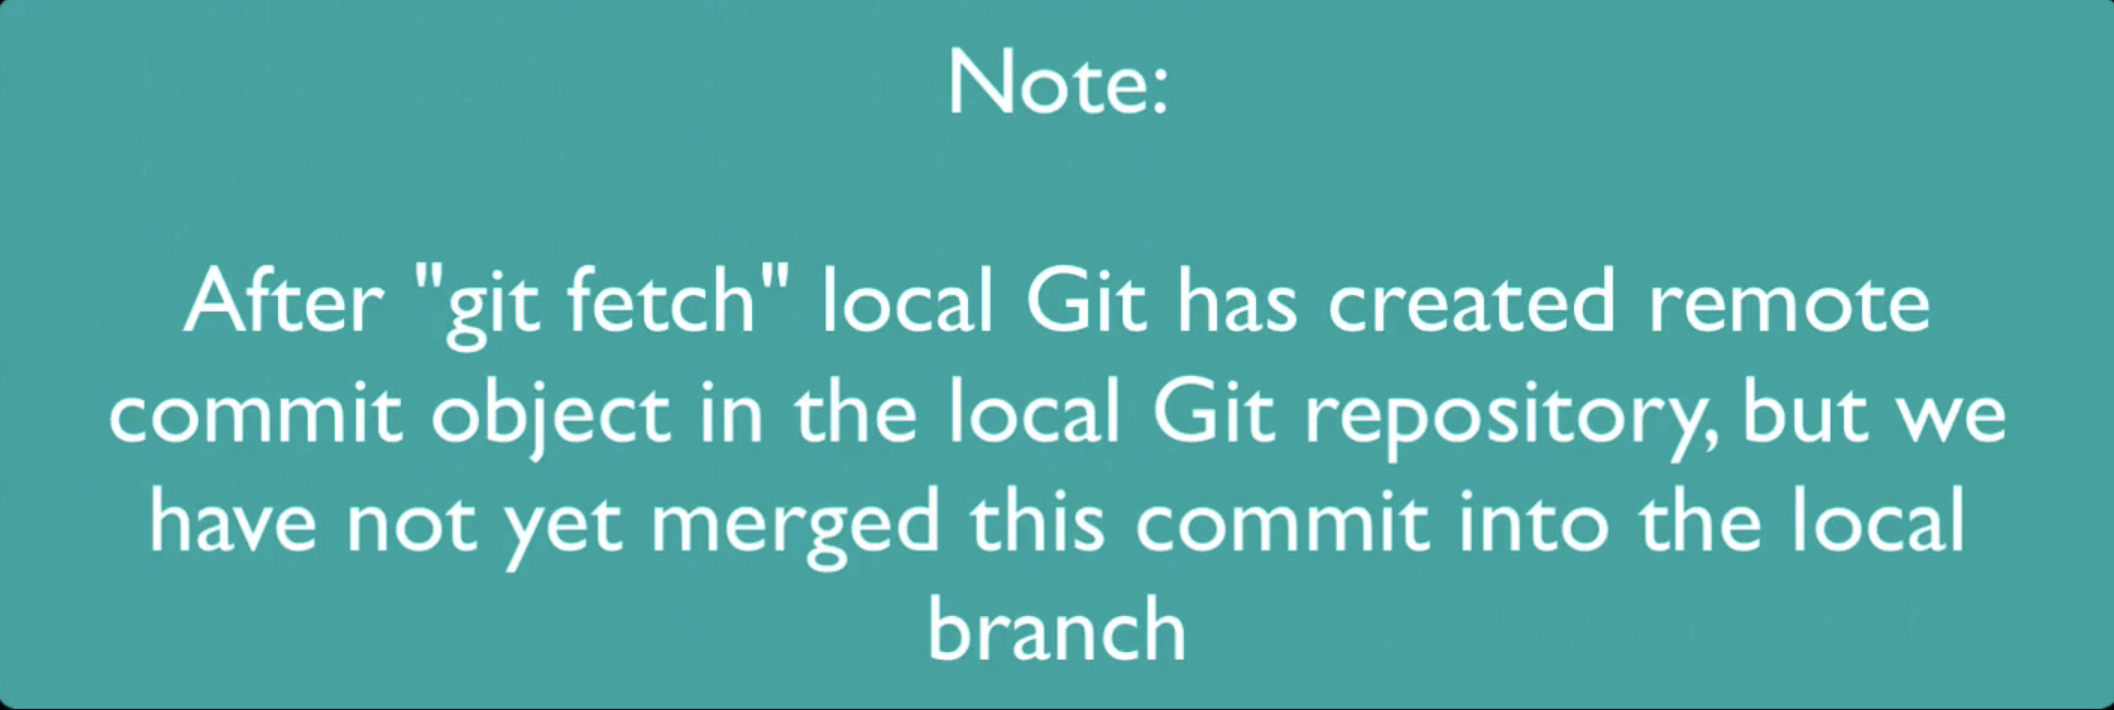 Note:
After "git fetch" local Git has created remote
commit object in the local Git repository, but we
have not yet merged this commit into the local
branch